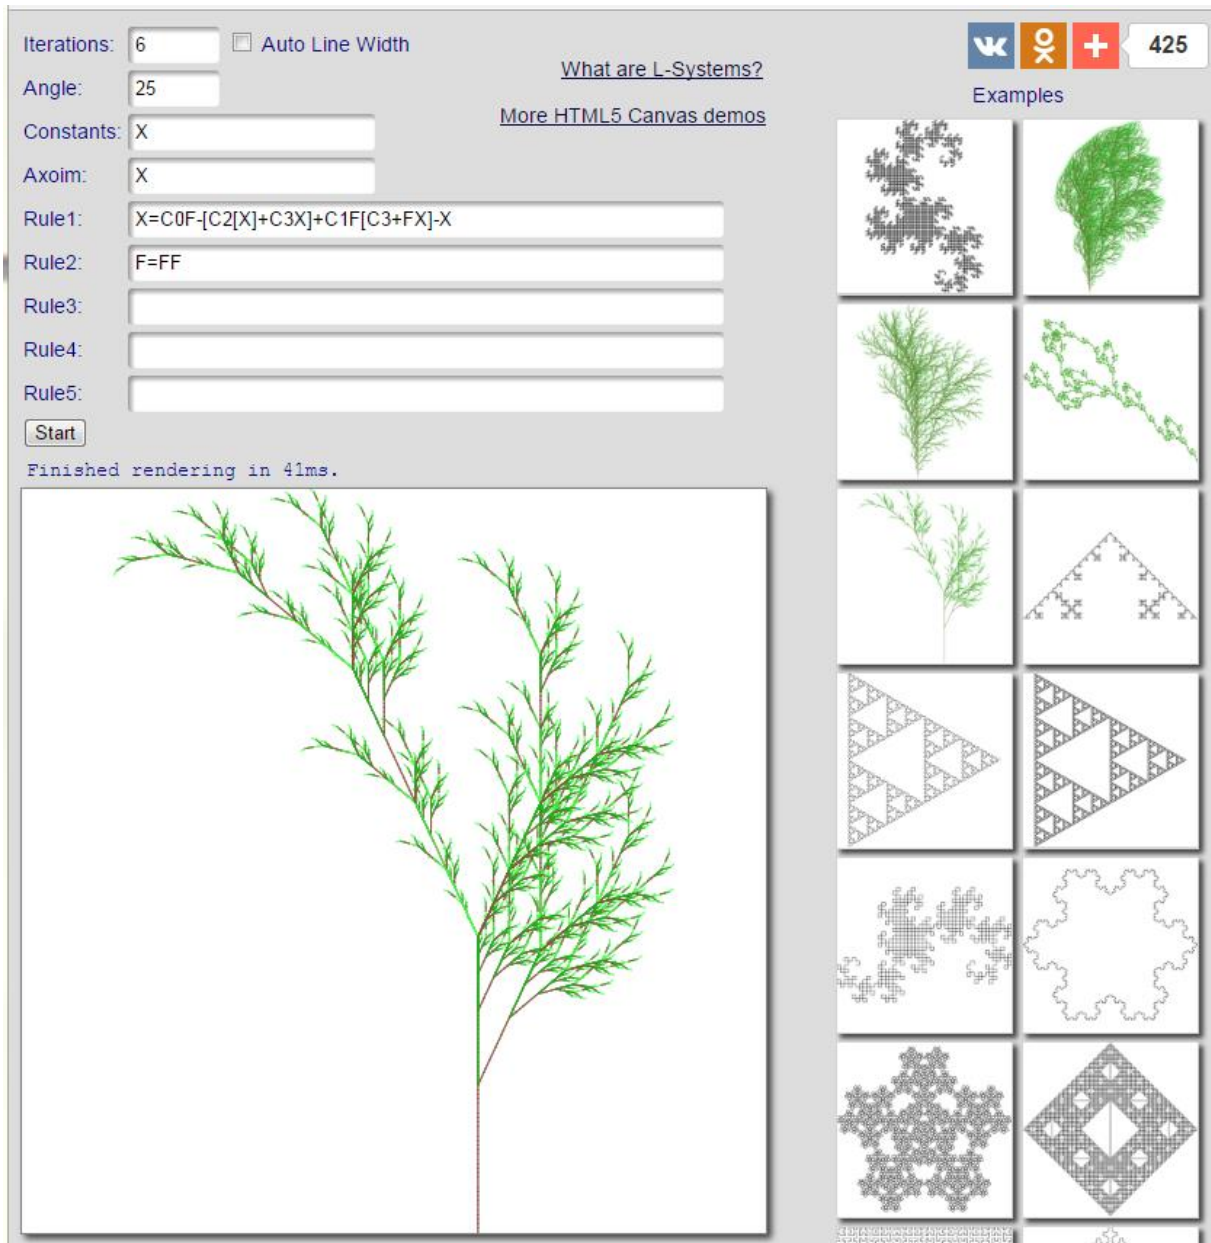 Iterations: 6 Auto Line Width
Angle: 25
Constants: X
Axoim: X
Rule1: X=C0F-[C2[X]+C3X]+C1F[C3+FX]-X
Rule2: F=FF
Rule3:
Rule4:
Rule5:
Start
Finished rendering in 41ms.
What are L-Systems?
More HTML5 Canvas demos
425
Examples